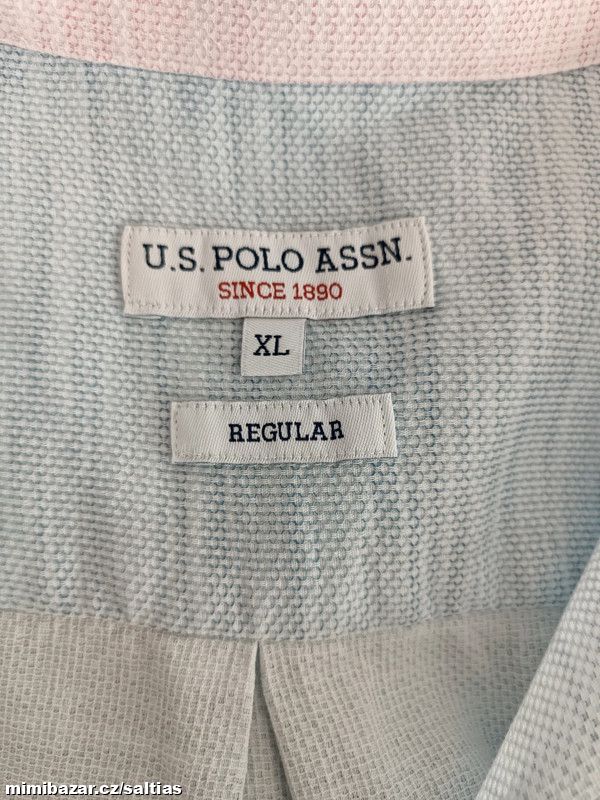 U.S. POLO ASSN.
SINCE 1890
XL
REGULAR
mimibazar.cz/saltias